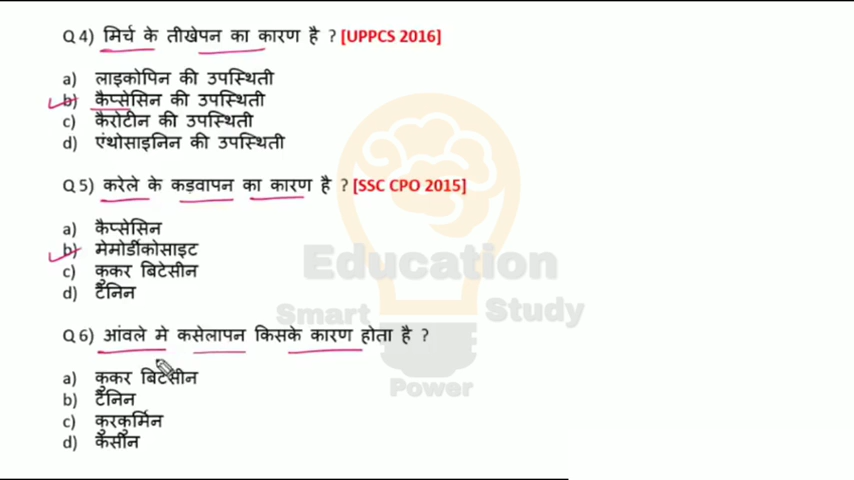 Q 4) मिर्च के तीखेपन का कारण है ? [UPPCS 2016]
a) लाइकोपिन की उपस्थिती
b) कैप्सेसिन की उपस्थिती
c) कैरोटीन की उपस्थिती
d) एंथोसाइनिन की उपस्थिती
Q 5) करेले के कड़वापन का कारण है ? [SSC CPO 2015]
a) कैप्सेसिन
b) मेमोर्डीकोसाइट
c) कुकर बिटेसीन
d) टैनिन
Q 6) आंवले मे कसेलापन किसके कारण होता है ?
a) कुकर बिटेसीन
b) टैनिन
c) कुरकुर्मिन
d) कैसीन
Education
Smart Study
Power